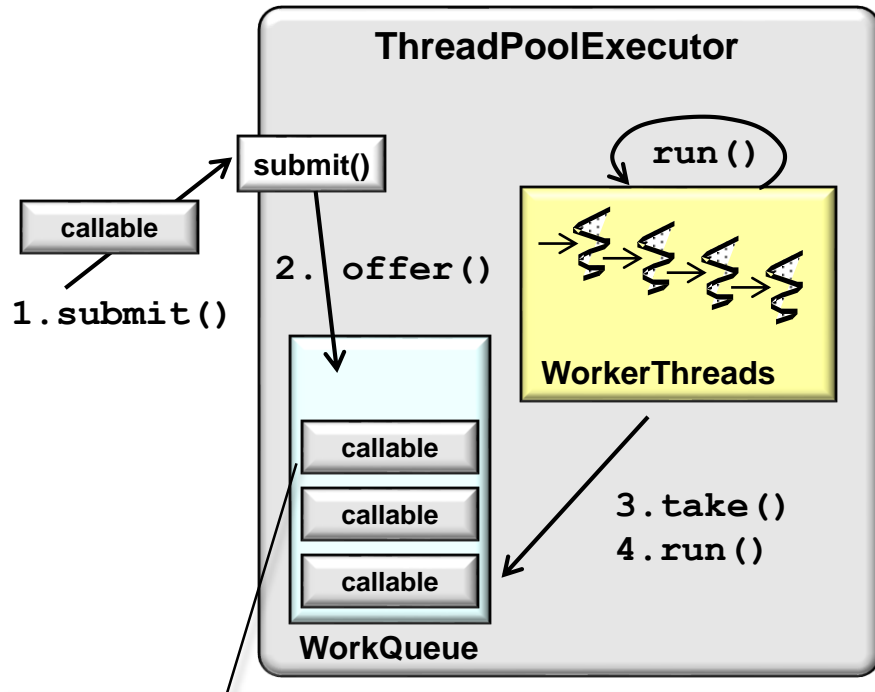 ThreadPoolExecutor
run()
submit()
callable
2. offer()
1.submit()
WorkerThreads
callable
callable
callable
3.take()
4.run()
WorkQueue